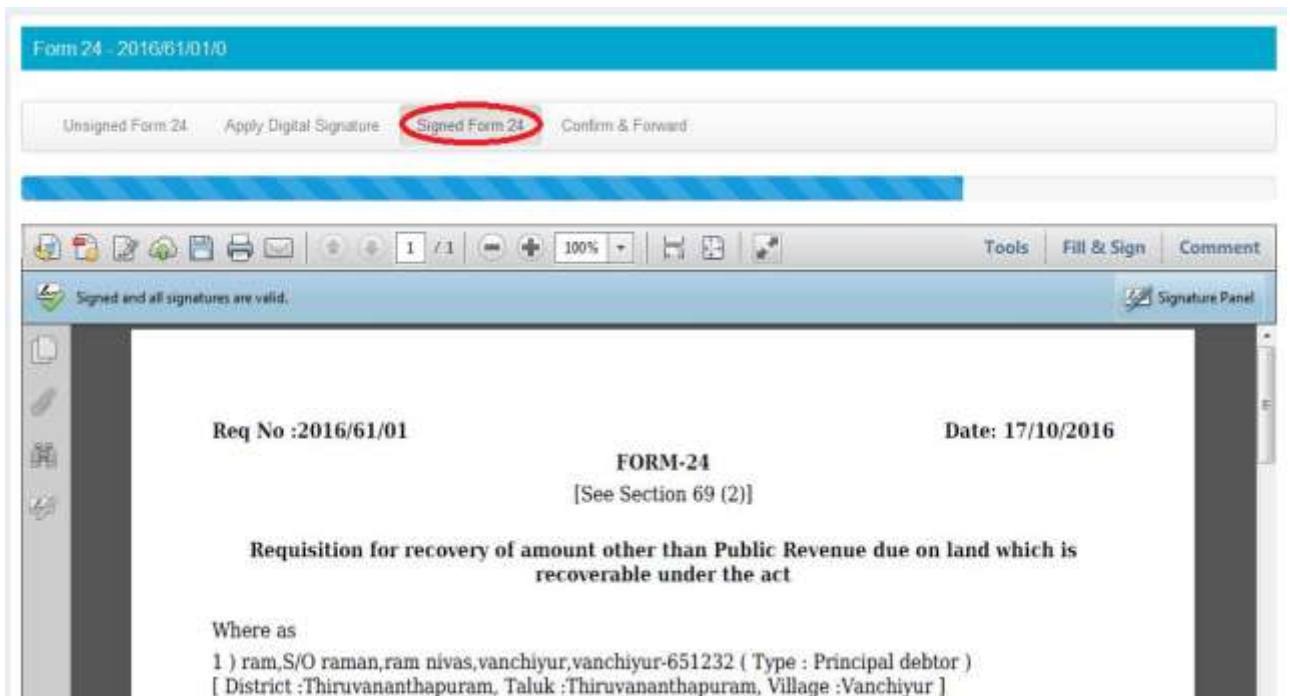 Form 24 - 2016/61/01/0
Unsigned Form 24 Apply Digital Signature Signed Form 24 Confirm & Forward
1 / 1 100% Tools Fill & Sign Comment
Signed and all signatures are valid. Signature Panel
Req No :2016/61/01 Date: 17/10/2016
FORM-24
[See Section 69 (2)]
Requisition for recovery of amount other than Public Revenue due on land which is
recoverable under the act
Where as
1 ) ram,S/O raman,ram nivas,vanchiyur,vanchiyur-651232 ( Type : Principal debtor )
[ District :Thiruvananthapuram, Taluk :Thiruvananthapuram, Village :Vanchiyur ]